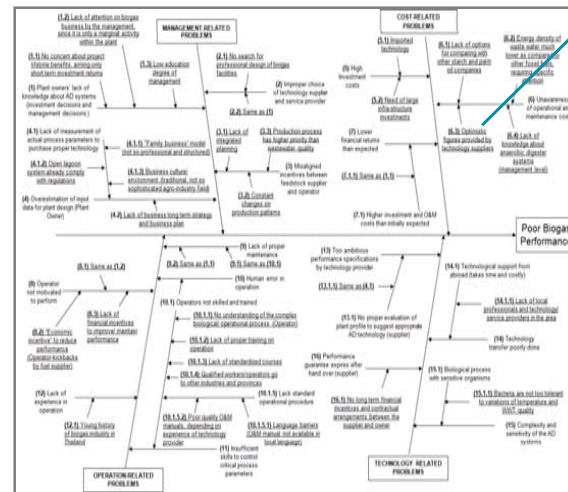 MANAGEMENT-RELATED
PROBLEMS
COST-RELATED
PROBLEMS
(1.2) Lack of attention on biogas
business by the management,
since it is only a marginal activity
within the plant
(1.1) No concern about project
lifetime benefits, aiming only
short term investment returns
(1.3) Low education
degree of
management
(2.1) No search for
professional design of biogas
facilities
(1) Plant owners' lack of
knowledge about AD systems
(investment decisions and
management decisions)
(2) Improper choice
of technology supplier
and service provider
(2.2) Same as (1)
(4.1) Lack of measurement of
actual process parameters to
purchase proper technology
(4.1.1) "Family business" model
(not so professional and structured)
(4.1.2) Open lagoon
system already comply
with regulations
(4.1.3) Business cultural
environment (traditional, not so
sophisticated agro-industry field)
(4) Overestimation of input
data for plant design (Plant
Owner)
(4.2) Lack of business long term strategy
and business plan
(3.1) Lack of
integrated
planning
(3.3) Production process
has higher priority than
wastewater quality
(3) Misaligned
incentives between
feedstock supplier
and operator
(3.2) Constant
changes on
production patterns
(5.1) Imported
technology
(5) High
investment
costs
(5.2) Need of large
infra-structure
investments
(6.1) Lack of options
for comparing with
other starch and palm
oil companies
(6.2) Energy density of
waste water much
lower as compared to
other fossil fuels,
requiring specific
attention
(6) Unawareness
of operational and
maintenance cost
(6.3) Optimistic
figures provided by
technology suppliers
(6.4) Lack of
knowledge about
anaerobic digester
systems
(management level)
(7) Lower
financial returns
than expected
(7.1.1) Same as (1.1)
(7.1) Higher investment and O&M
costs than initially expected
Poor Biogas
Performance
(9) Lack of proper
maintenance
(9.2) Same as (1.1)
(9.1) Same as (10.1)
(8.1) Same as (1.2)
(8) Operator
not motivated
to perform
(8.3) Lack of
financial incentives
to improve/ maintain
performance
(8.2) "Economic
incentive" to reduce
performance
(Operator-kickbacks
by fuel supplier)
(10) Human error in
operation
(10.1) Operators not skilled and trained
(10.1.1) No understanding of the complex
biological operational process (Operator)
(10.1.2) Lack of proper training on
operation
(10.1.3) Lack of standardised courses
(10.1.4) Qualified workers/operators go
to other industries and provinces
(10.1.5) Lack standard
operational procedure
(10.1.5.2) Poor quality O&M
manuals, depending on
experience of technology
provider
(10.1.5.1) Language barriers
(O&M manual not available in
local language)
(12) Lack of
experience in
operation
(12.1) Young history
of biogas industry in
Thailand
(11) Insufficient
skills to control
critical process
parameters
OPERATION-RELATED
PROBLEMS
(13) Too ambitious
performance specifications
by technology provider
(13.1.1) Same as (4.1)
(13.1) No proper evaluation of
plant profile to suggest appropriate
AD technology (supplier)
(14.1) Technological support from
abroad (takes time and costly)
(14.1.1) Lack of local
professionals and technology
service providers in the area
(14) Technology
transfer poorly done
(16) Performance
guarantee expires after
hand over (supplier)
(16.1) No long term financial
incentives and contractual
arrangements between the
supplier and owner
(15.1) Biological process
with sensitive organisms
(15.1.1) Bacteria are not too tolerant
to variations of temperature and
WWT quality
(15) Complexity and
sensitivity of the AD
systems
TECHNOLOGY-RELATED
PROBLEMS